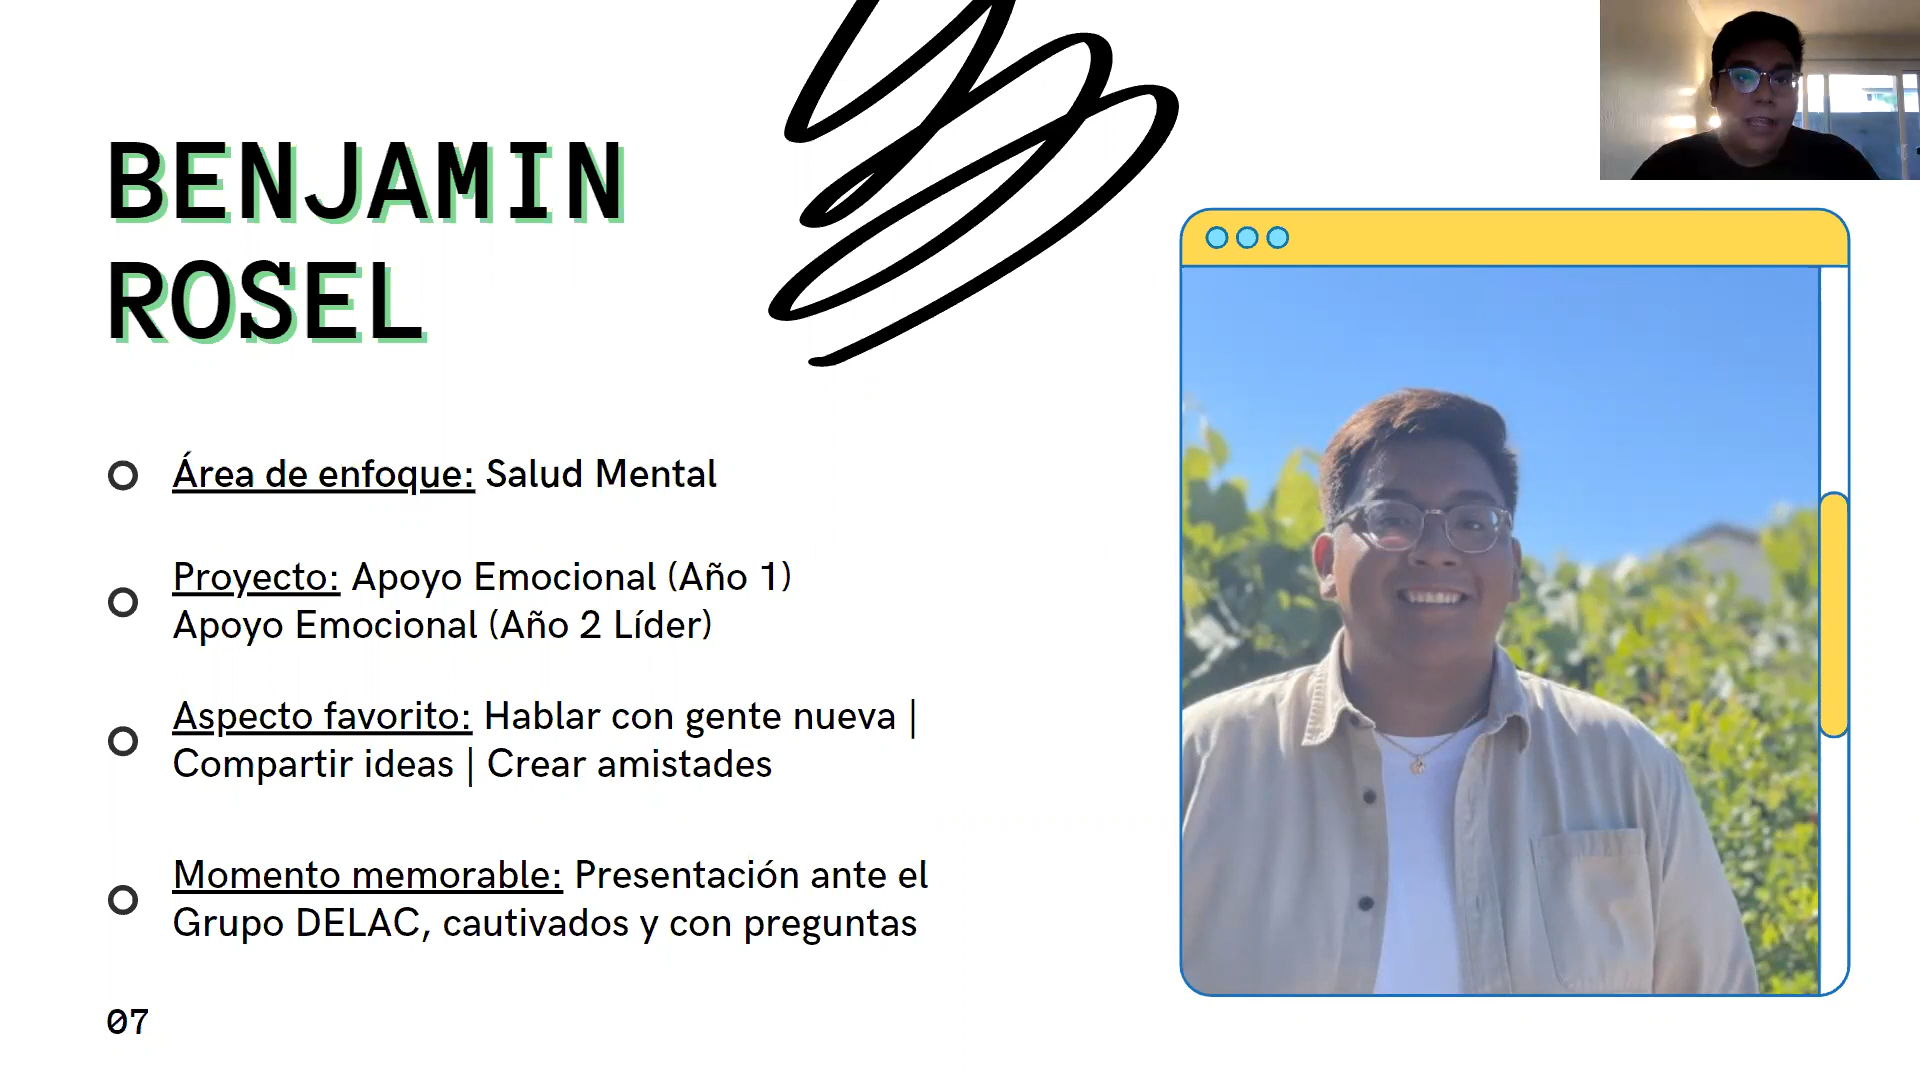 BENJAMIN
ROSEL
Área de enfoque: Salud Mental
Proyecto: Apoyo Emocional (Año 1)
Apoyo Emocional (Año 2 Líder)
Aspecto favorito: Hablar con gente nueva |
Compartir ideas | Crear amistades
Momento memorable: Presentación ante el
Grupo DELAC, cautivados y con preguntas
07